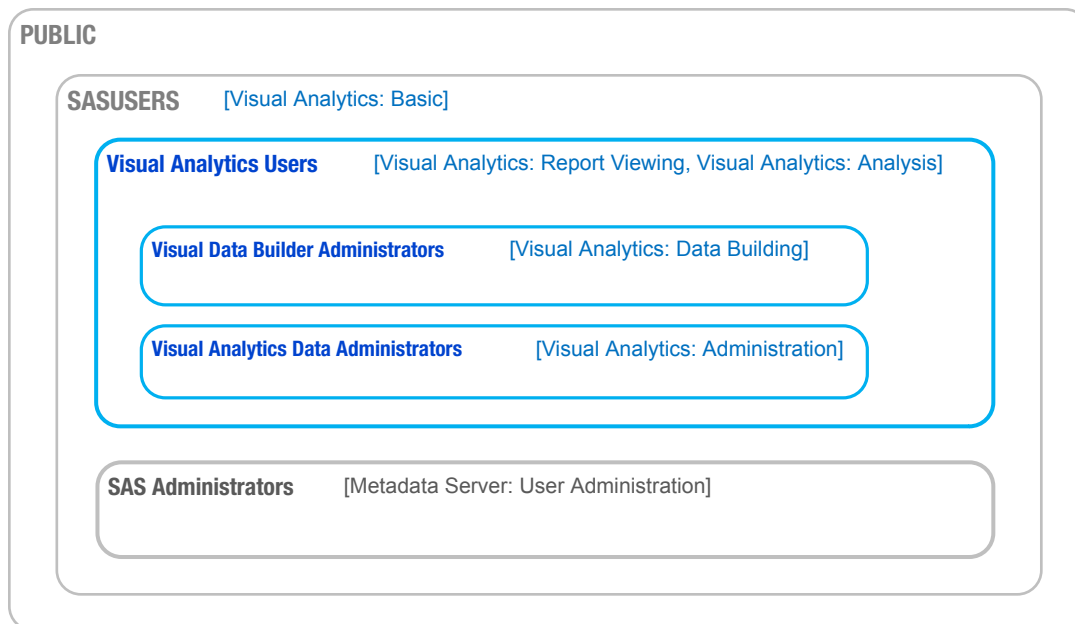 PUBLIC
SASUSERS [Visual Analytics: Basic]
Visual Analytics Users [Visual Analytics: Report Viewing, Visual Analytics: Analysis]
Visual Data Builder Administrators [Visual Analytics: Data Building]
Visual Analytics Data Administrators [Visual Analytics: Administration]
SAS Administrators [Metadata Server: User Administration]